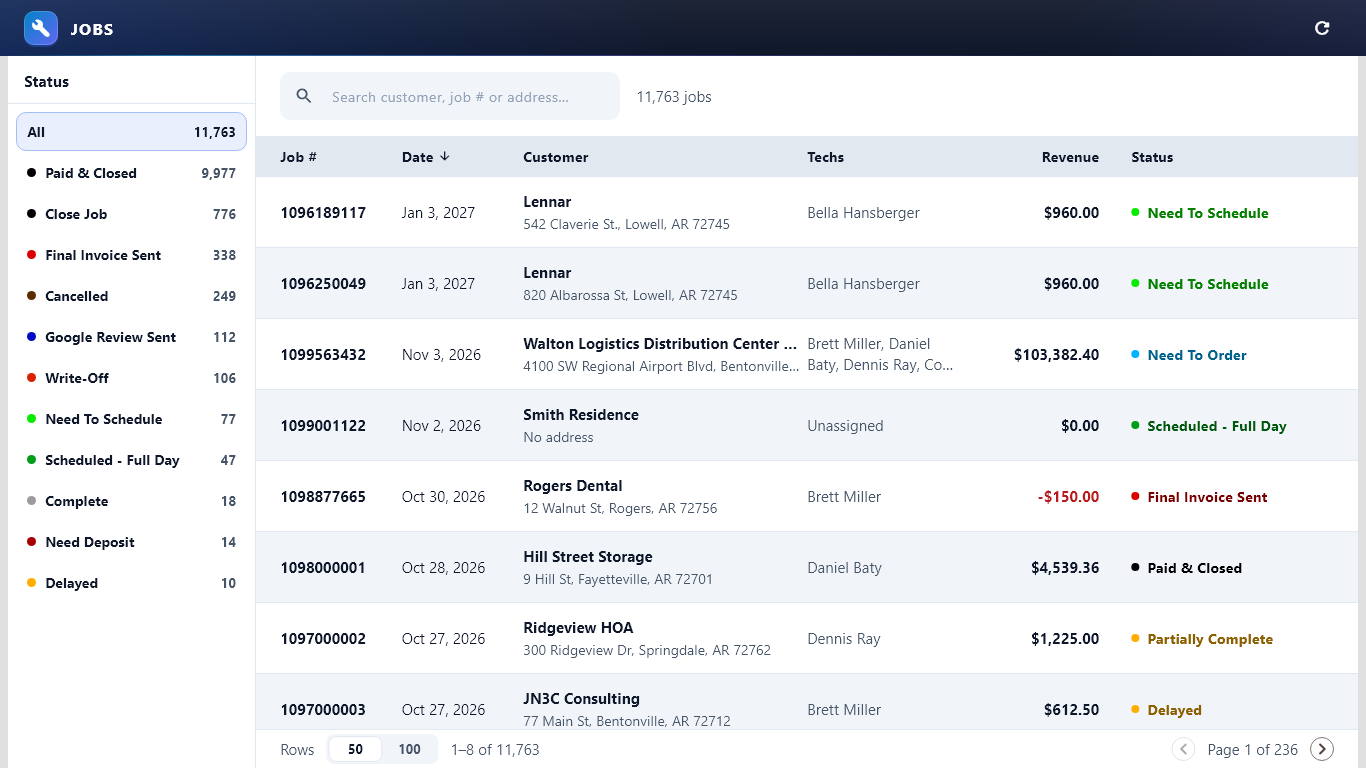 JOBS
Status
All 11,763
Paid & Closed 9,977
Close Job 776
Final Invoice Sent 338
Cancelled 249
Google Review Sent 112
Write-Off 106
Need To Schedule 77
Scheduled - Full Day 47
Complete 18
Need Deposit 14
Delayed 10
Search customer, job # or address...
11,763 jobs
Job # Date Customer Techs Revenue Status
1096189117 Jan 3, 2027 Lennar Bella Hansberger $960.00 Need To Schedule
542 Claverie St., Lowell, AR 72745
1096250049 Jan 3, 2027 Lennar Bella Hansberger $960.00 Need To Schedule
820 Albarossa St, Lowell, AR 72745
1099563432 Nov 3, 2026 Walton Logistics Distribution Center ... Brett Miller, Daniel $103,382.40 Need To Order
4100 SW Regional Airport Blvd, Bentonville... Baty, Dennis Ray, Co...
1099001122 Nov 2, 2026 Smith Residence Unassigned $0.00 Scheduled - Full Day
No address
1098877665 Oct 30, 2026 Rogers Dental Brett Miller -$150.00 Final Invoice Sent
12 Walnut St, Rogers, AR 72756
1098000001 Oct 28, 2026 Hill Street Storage Daniel Baty $4,539.36 Paid & Closed
9 Hill St, Fayetteville, AR 72701
1097000002 Oct 27, 2026 Ridgeview HOA Dennis Ray $1,225.00 Partially Complete
300 Ridgeview Dr, Springdale, AR 72762
1097000003 Oct 27, 2026 JN3C Consulting Brett Miller $612.50 Delayed
77 Main St, Bentonville, AR 72712
Rows 50 100 1–8 of 11,763 Page 1 of 236